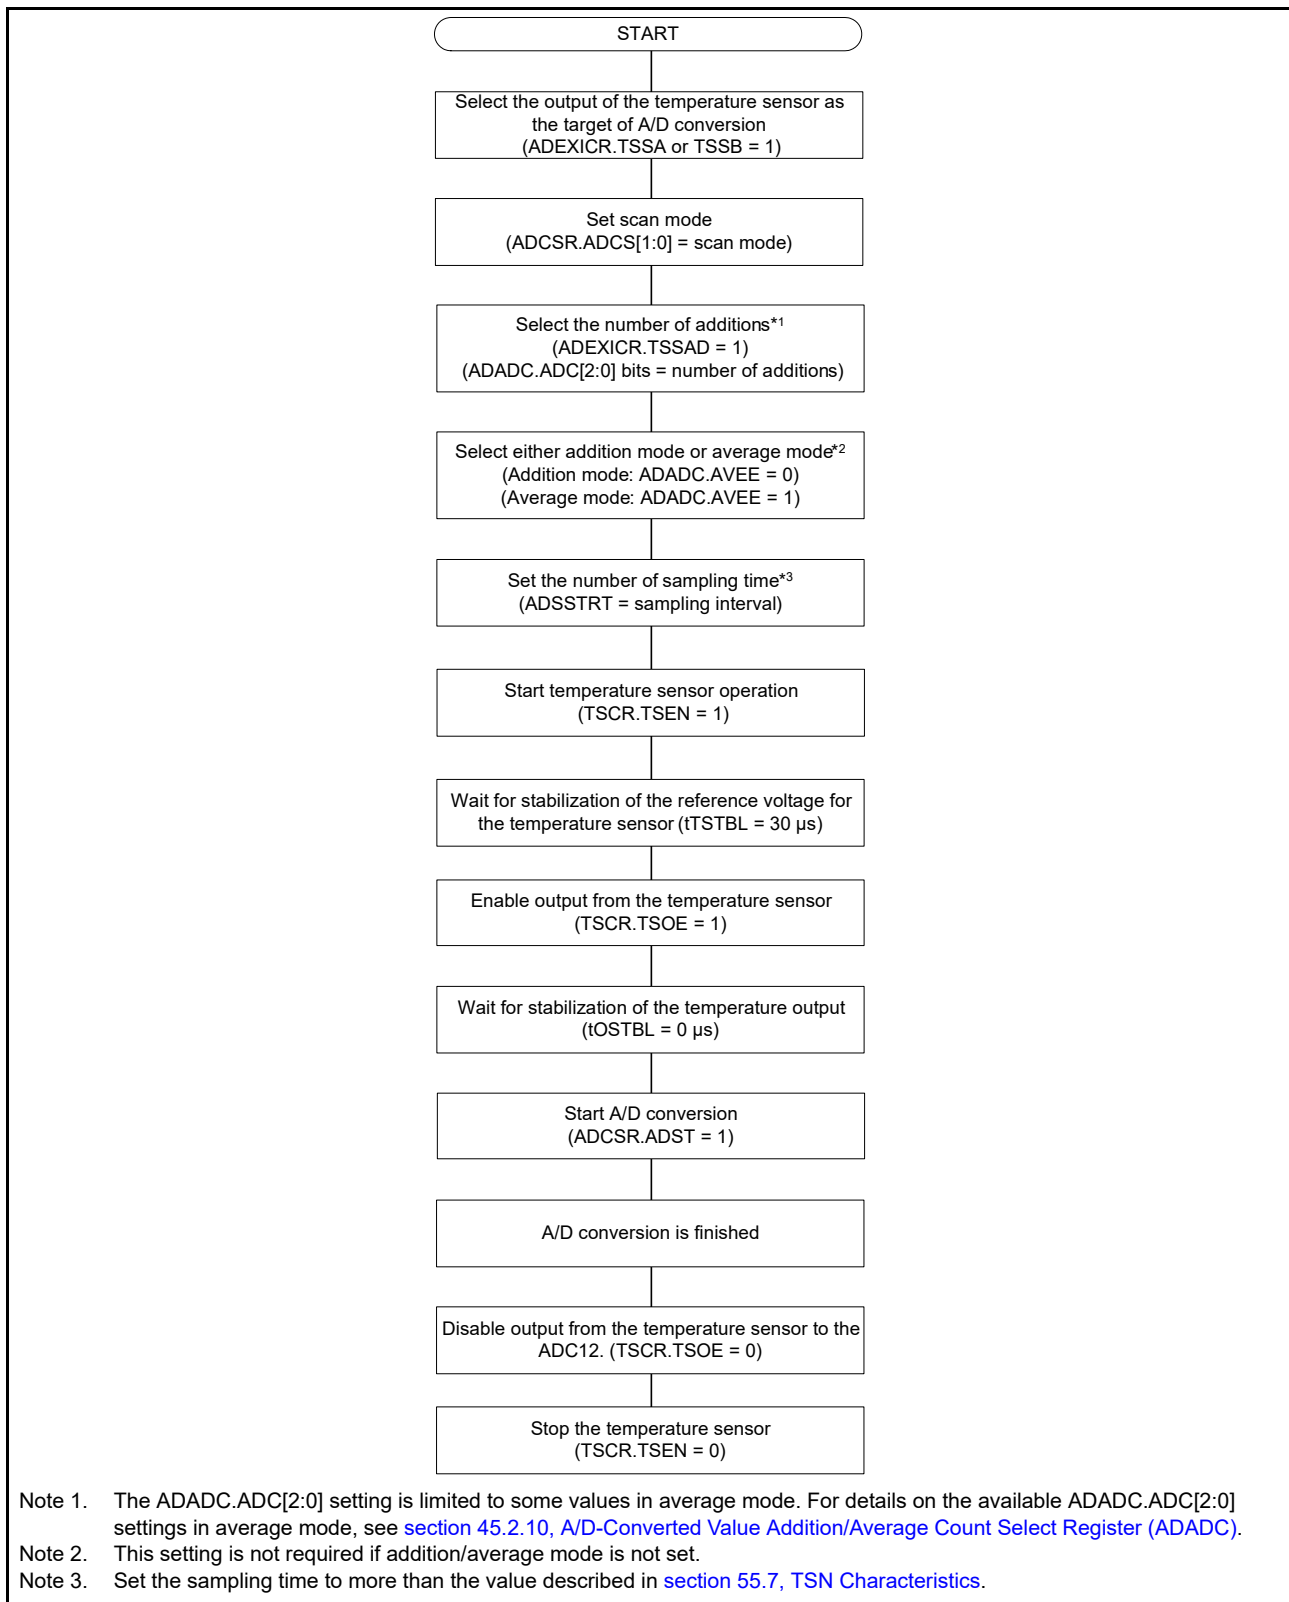 START
Select the output of the temperature sensor as
the target of A/D conversion
(ADEXICR.TSSA or TSSB = 1)
Set scan mode
(ADCSR.ADCS[1:0] = scan mode)
Select the number of additions*1
(ADEXICR.TSSAD = 1)
(ADADC.ADC[2:0] bits = number of additions)
Select either addition mode or average mode*2
(Addition mode: ADADC.AVEE = 0)
(Average mode: ADADC.AVEE = 1)
Set the number of sampling time*3
(ADSSTRT = sampling interval)
Start temperature sensor operation
(TSCR.TSEN = 1)
Wait for stabilization of the reference voltage for
the temperature sensor (tTSTBL = 30 µs)
Enable output from the temperature sensor
(TSCR.TSOE = 1)
Wait for stabilization of the temperature output
(tOSTBL = 0 µs)
Start A/D conversion
(ADCSR.ADST = 1)
A/D conversion is finished
Disable output from the temperature sensor to the
ADC12. (TSCR.TSOE = 0)
Stop the temperature sensor
(TSCR.TSEN = 0)
Note 1. The ADADC.ADC[2:0] setting is limited to some values in average mode. For details on the available ADADC.ADC[2:0]
settings in average mode, see section 45.2.10, A/D-Converted Value Addition/Average Count Select Register (ADADC).
Note 2. This setting is not required if addition/average mode is not set.
Note 3. Set the sampling time to more than the value described in section 55.7, TSN Characteristics.